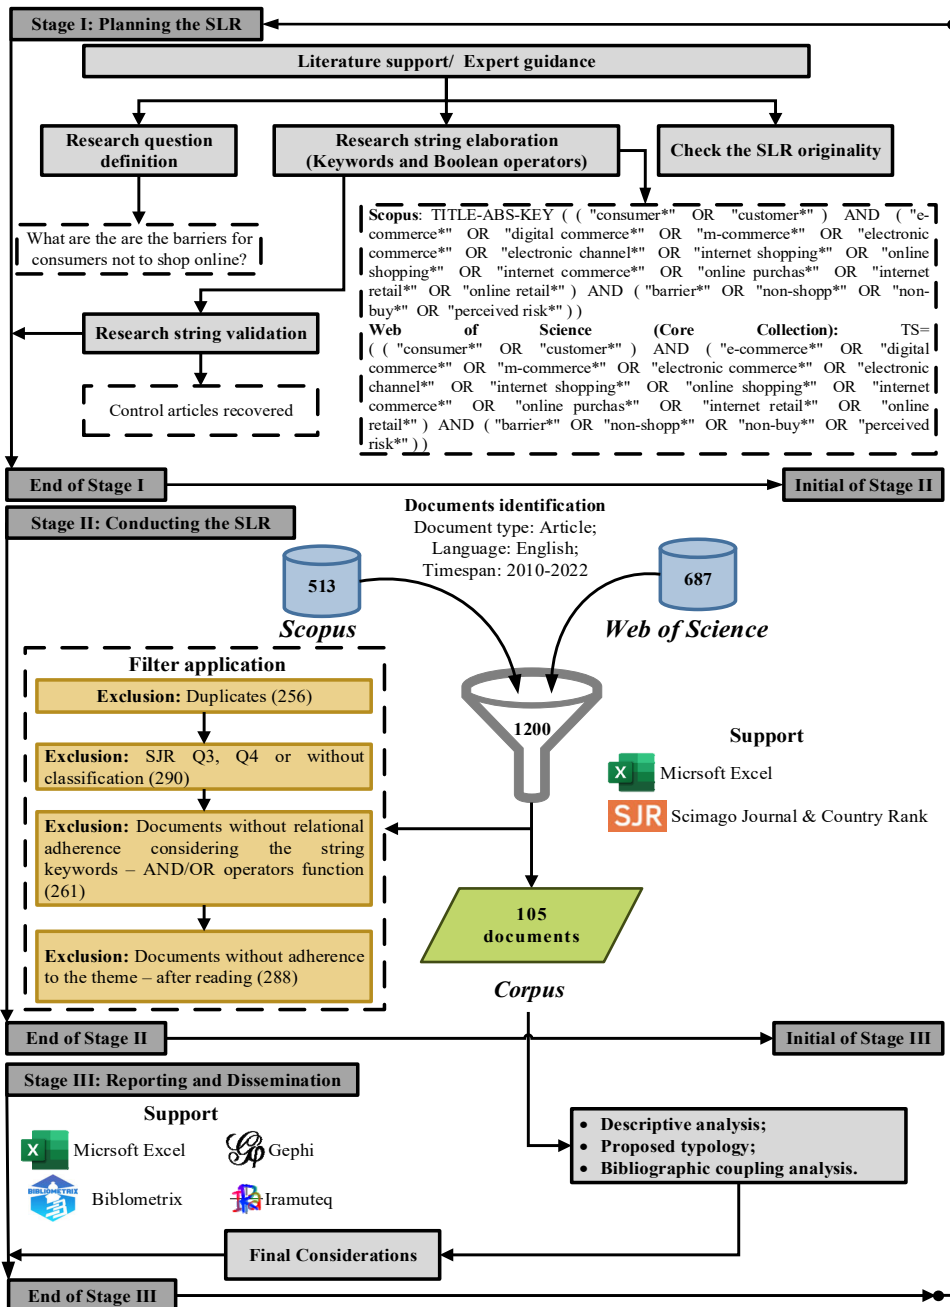 Stage I: Planning the SLR
Literature support/ Expert guidance
Research question
definition
Research string elaboration
(Keywords and Boolean operators)
Check the SLR originality
What are the are the barriers for
consumers not to shop online?
Scopus: TITLE-ABS-KEY ( ( "consumer*" OR "customer*" ) AND ( "e-
commerce*" OR "digital commerce*" OR "m-commerce*" OR "electronic
commerce*" OR "electronic channel*" OR "internet shopping*" OR "online
shopping*" OR "internet commerce*" OR "online purchas*" OR "internet
retail*" OR "online retail*" ) AND ( "barrier*" OR "non-shopp*" OR "non-
buy*" OR "perceived risk*" ) )
Web of Science (Core Collection): TS=
( ( "consumer*" OR "customer*" ) AND ( "e-commerce*" OR "digital
commerce*" OR "m-commerce*" OR "electronic commerce*" OR "electronic
channel*" OR "internet shopping*" OR "online shopping*" OR "internet
commerce*" OR "online purchas*" OR "internet retail*" OR "online
retail*" ) AND ( "barrier*" OR "non-shopp*" OR "non-buy*" OR "perceived
risk*" ) )
Research string validation
Control articles recovered
End of Stage I
Initial of Stage II
Stage II: Conducting the SLR
Documents identification
Document type: Article;
Language: English;
Timespan: 2010-2022
513
Scopus
687
Web of Science
Filter application
Exclusion: Duplicates (256)
Exclusion: SJR Q3, Q4 or without
classification (290)
Exclusion: Documents without relational
adherence considering the string
keywords – AND/OR operators function
(261)
Exclusion: Documents without adherence
to the theme – after reading (288)
1200
Support
X Micrsoft Excel
SJR Scimago Journal & Country Rank
105
documents
Corpus
End of Stage II
Initial of Stage III
Stage III: Reporting and Dissemination
Support
X Micrsoft Excel
Gephi
BIBLIOMETRIX
Biblometrix
Iramuteq
• Descriptive analysis;
• Proposed typology;
• Bibliographic coupling analysis.
Final Considerations
End of Stage III